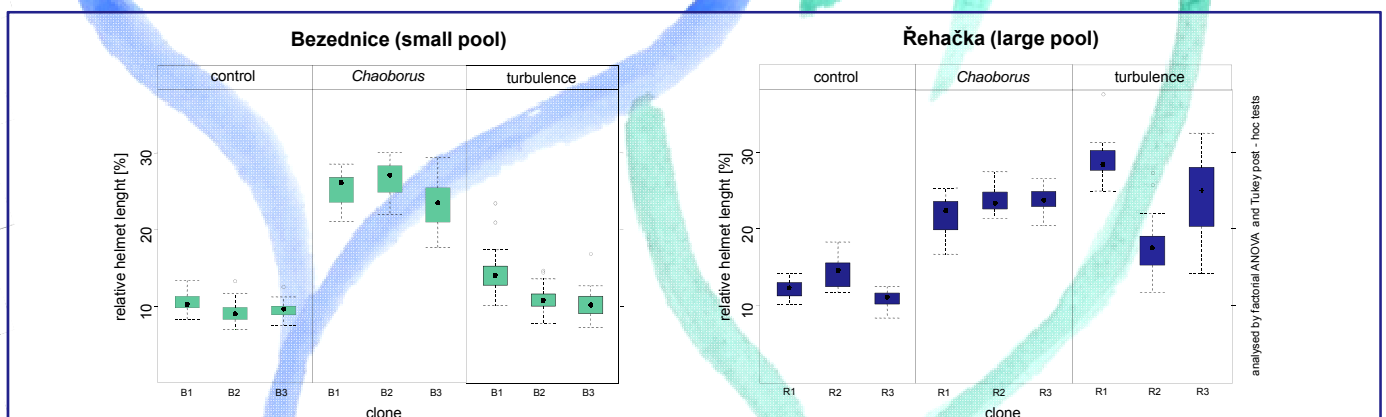 Bezednice (small pool)
control
Chaoborus
turbulence
relative helmet lenght [%]
30
20
10
B1
B2
B3
B1
B2
B3
B1
B2
B3
clone
Řehačka (large pool)
control
Chaoborus
turbulence
relative helmet lenght [%]
30
20
10
R1
R2
R3
R1
R2
R3
R1
R2
R3
clone
analysed by factorial ANOVA and Tukey post - hoc tests